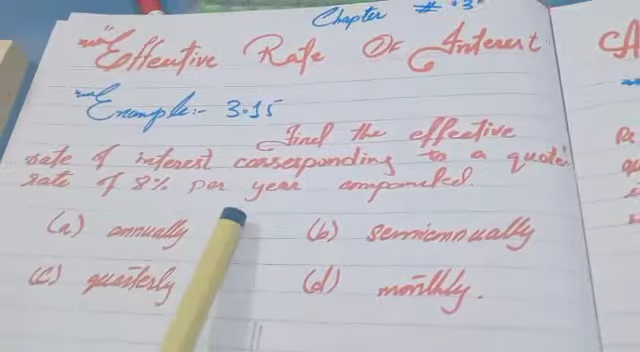 Chapter # 3
"Effective Rate Of Interest
"Example:- 3.15
Find the effective
rate of interest corresponding to a quoted
rate of 8% per year compounded.
(a) annually (b) semiannually
(c) quarterly (d) monthly.